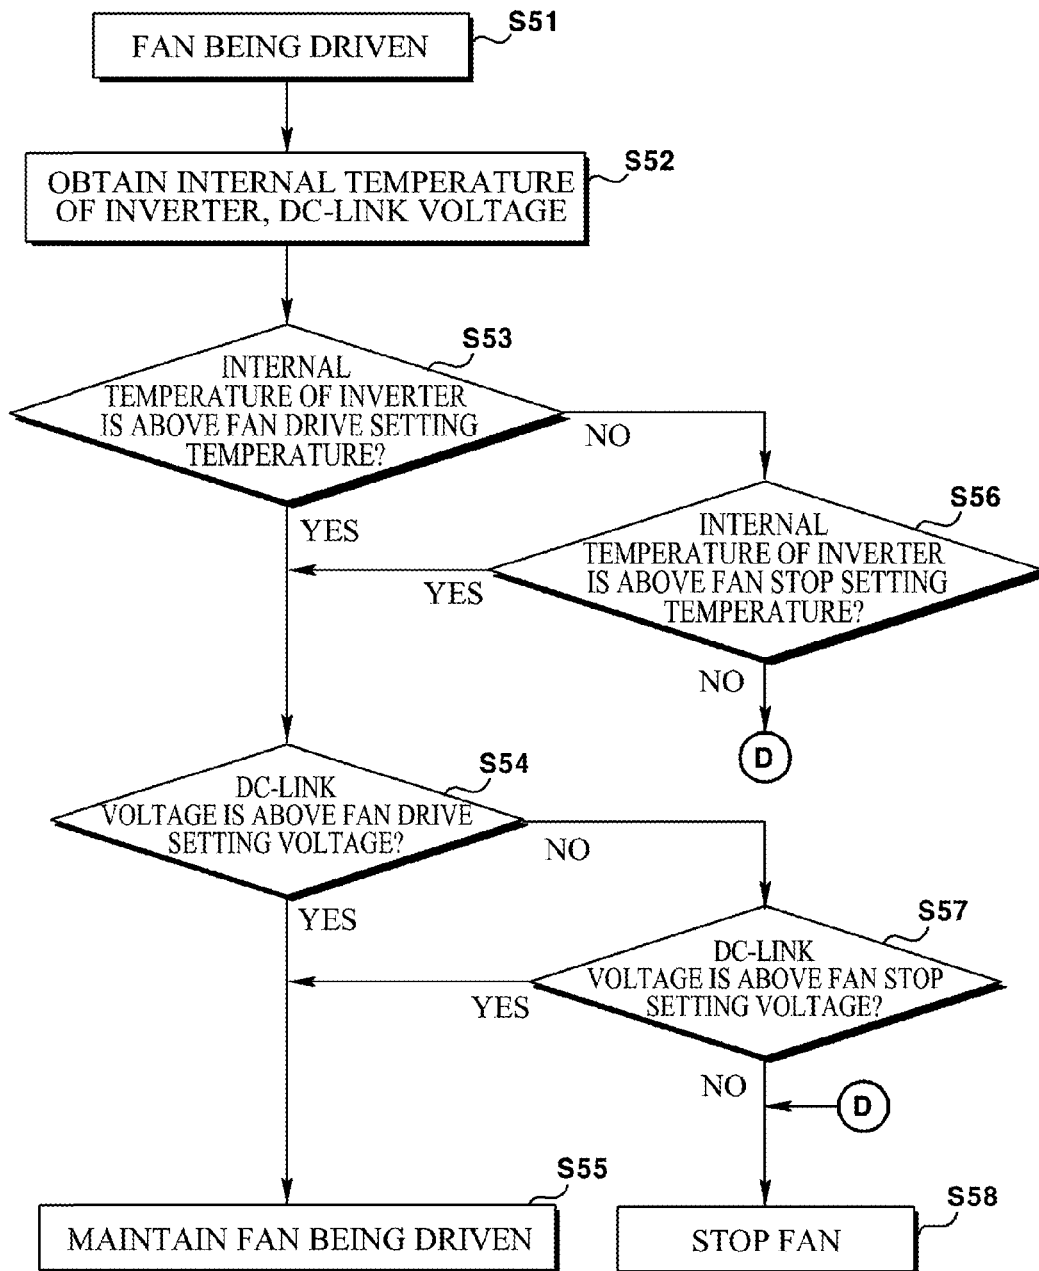 S51
FAN BEING DRIVEN
S52
OBTAIN INTERNAL TEMPERATURE
OF INVERTER, DC-LINK VOLTAGE
S53
INTERNAL
TEMPERATURE OF INVERTER
IS ABOVE FAN DRIVE SETTING
TEMPERATURE?
NO
YES
S56
INTERNAL
TEMPERATURE OF INVERTER
IS ABOVE FAN STOP SETTING
TEMPERATURE?
YES
NO
D
S54
DC-LINK
VOLTAGE IS ABOVE FAN DRIVE
SETTING VOLTAGE?
NO
YES
S57
DC-LINK
VOLTAGE IS ABOVE FAN STOP
SETTING VOLTAGE?
YES
NO
D
S55
MAINTAIN FAN BEING DRIVEN
S58
STOP FAN